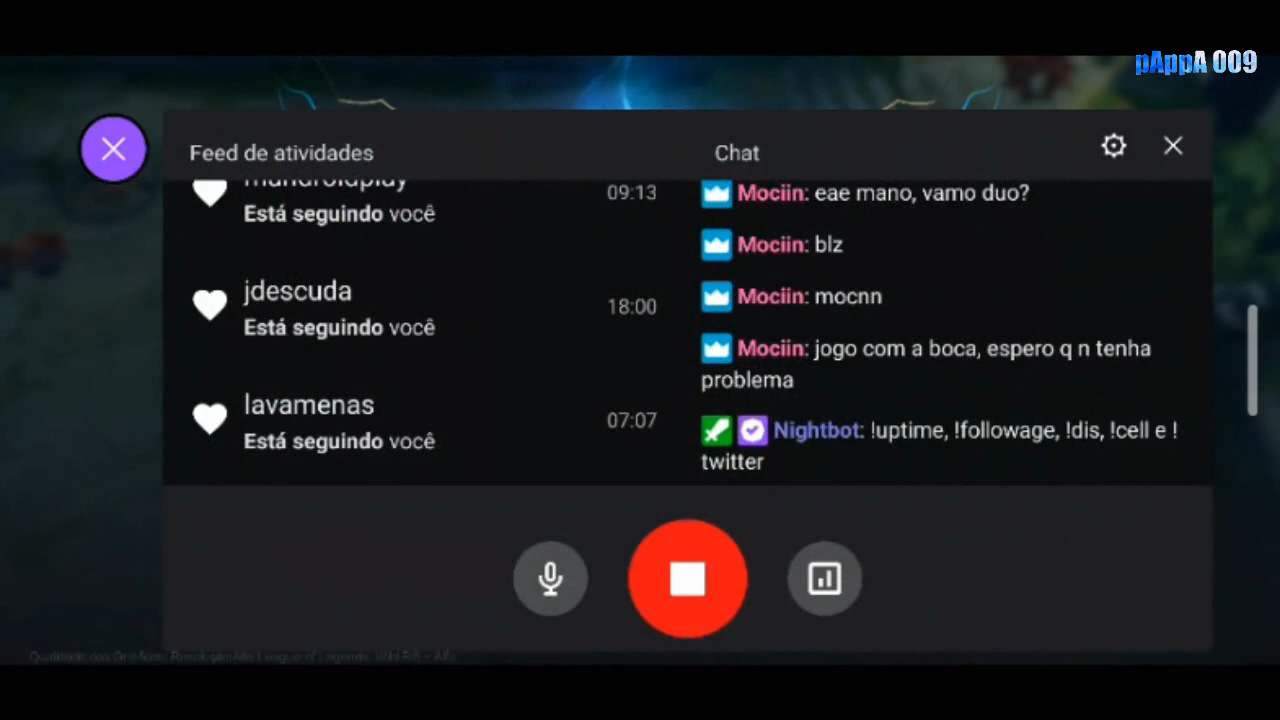 pAppA 009
Feed de atividades
Chat
mandroidplay
Está seguindo você
09:13
jdescuda
Está seguindo você
18:00
lavamenas
Está seguindo você
07:07
Mociin: eae mano, vamo duo?
Mociin: blz
Mociin: mocnn
Mociin: jogo com a boca, espero q n tenha
problema
Nightbot: !uptime, !followage, !dis, !cell e !
twitter